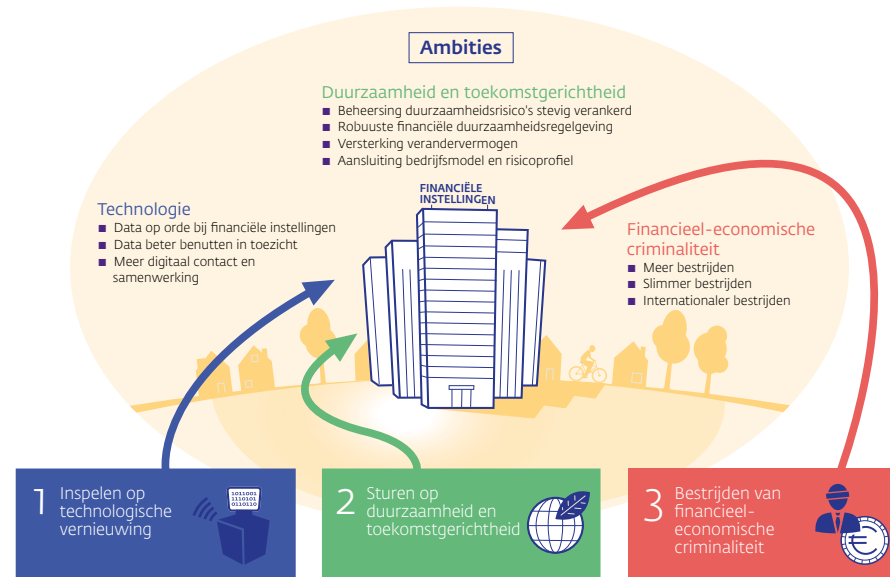 Ambities
Duurzaamheid en toekomstgerichtheid
Beheersing duurzaamheidsrisico's stevig verankerd
Robuuste financiële duurzaamheidsregelgeving
Versterking verandervermogen
Aansluiting bedrijfsmodel en risicoprofiel
FINANCIËLE
INSTELLINGEN
Technologie
Data op orde bij financiële instellingen
Data beter benutten in toezicht
Meer digitaal contact en
samenwerking
Financieel-economische
criminaliteit
Meer bestrijden
Slimmer bestrijden
Internationaler bestrijden
1 Inspelen op
technologische
vernieuwing
1011001
1110101
0110110
2 Sturen op
duurzaamheid en
toekomstgerichtheid
3 Bestrijden van
financieel-
economische
criminaliteit
€